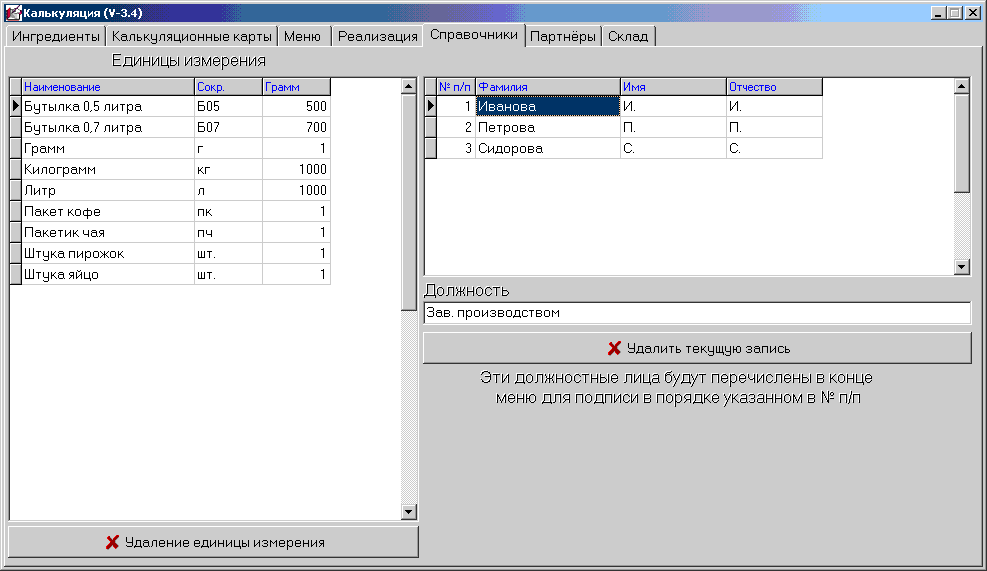 Калькуляция (V-3.4)
Ингредиенты Калькуляционные карты Меню Реализация Справочники Партнёры Склад
Единицы измерения
Наименование Сокр. Грамм
Бутылка 0,5 литра Б05 500
Бутылка 0,7 литра Б07 700
Грамм г 1
Килограмм кг 1000
Литр л 1000
Пакет кофе пк 1
Пакетик чая пч 1
Штука пирожок шт. 1
Штука яйцо шт. 1
Удаление единицы измерения
№ п/п Фамилия Имя Отчество
1 Иванова И. И.
2 Петрова П. П.
3 Сидорова С. С.
Должность
Зав. производством
Удалить текущую запись
Эти должностные лица будут перечислены в конце
меню для подписи в порядке указанном в № п/п